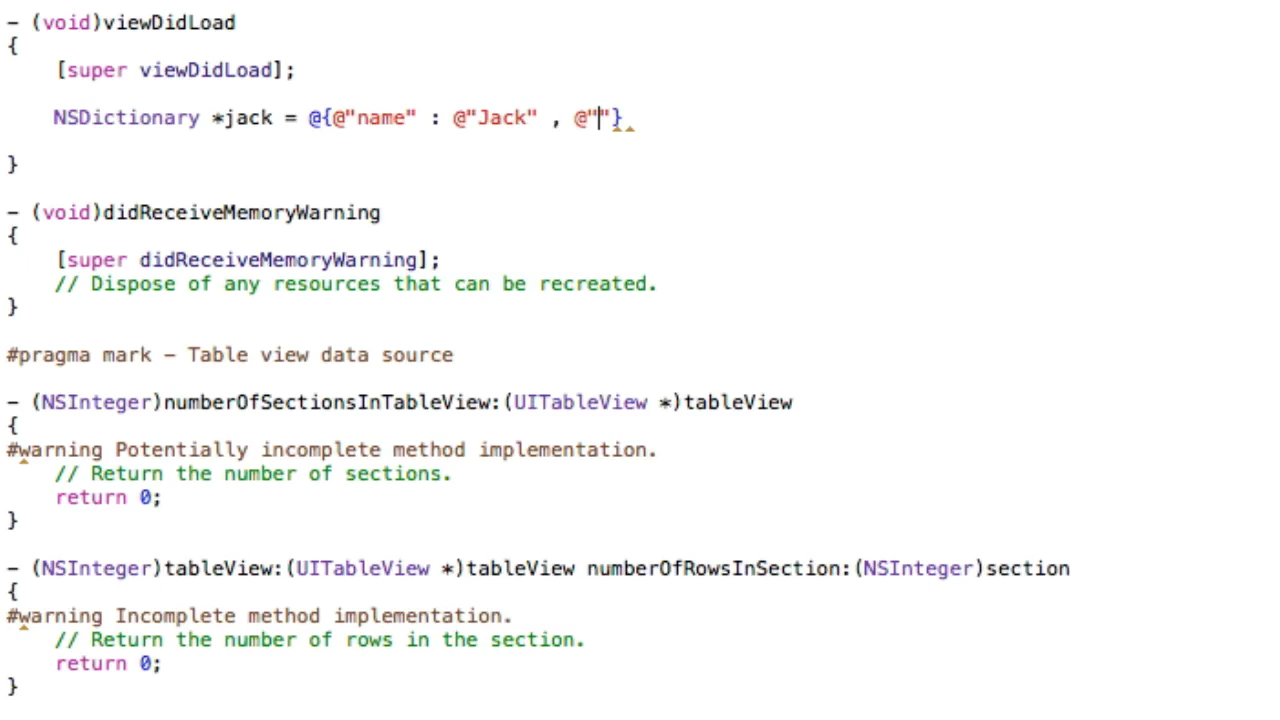 - (void)viewDidLoad
{
    [super viewDidLoad];
    NSDictionary *jack = @{@"name" : @"Jack" , @""}
}
- (void)didReceiveMemoryWarning
{
    [super didReceiveMemoryWarning];
    // Dispose of any resources that can be recreated.
}
#pragma mark - Table view data source
- (NSInteger)numberOfSectionsInTableView:(UITableView *)tableView
{
#warning Potentially incomplete method implementation.
    // Return the number of sections.
    return 0;
}
- (NSInteger)tableView:(UITableView *)tableView numberOfRowsInSection:(NSInteger)section
{
#warning Incomplete method implementation.
    // Return the number of rows in the section.
    return 0;
}